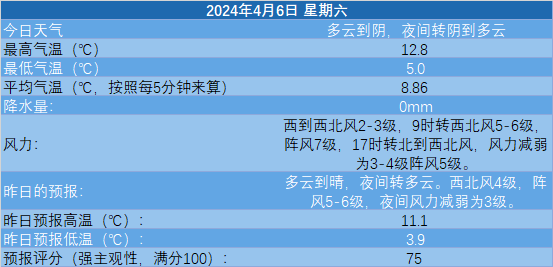 2024年4月6日 星期六
今日天气 多云到阴，夜间转阴到多云
最高气温（℃） 12.8
最低气温（℃） 5.0
平均气温（℃，按照每5分钟来算） 8.86
降水量： 0mm
风力： 西到西北风2-3级，9时转西北风5-6级，
阵风7级，17时转北到西北风，风力减弱
为3-4级阵风5级。
昨日的预报： 多云到晴，夜间转多云。西北风4级，阵
风5-6级，夜间风力减弱为3级。
昨日预报高温（℃）： 11.1
昨日预报低温（℃）： 3.9
预报评分（强主观性，满分100）： 75